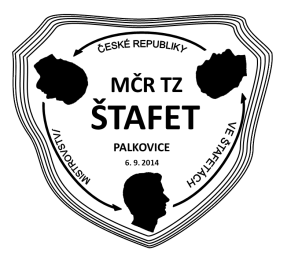 MISTROVSTVÍ
ČESKÉ REPUBLIKY
VE ŠTAFETÁCH
MČR TZ
ŠTAFET
PALKOVICE
6. 9. 2014